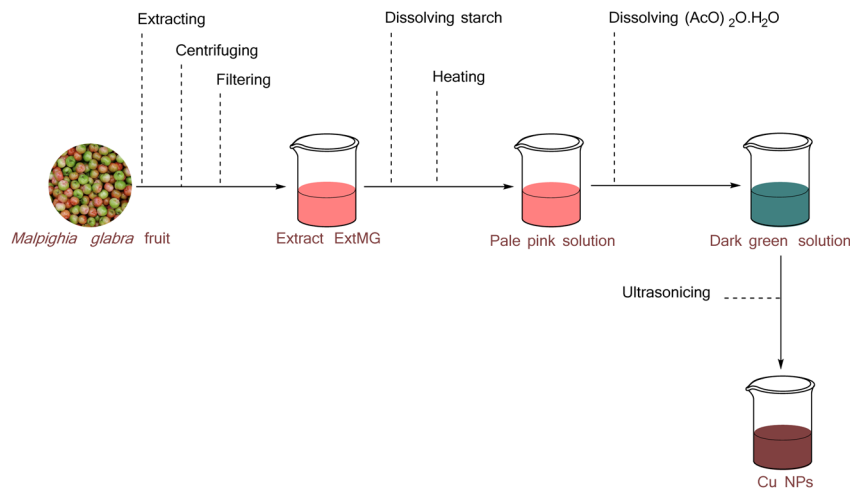 Extracting
Centrifuging
Filtering
Dissolving starch
Heating
Dissolving (AcO) 2O.H2O
Malpighia glabra fruit
Extract ExtMG
Pale pink solution
Dark green solution
Ultrasonicing
Cu NPs